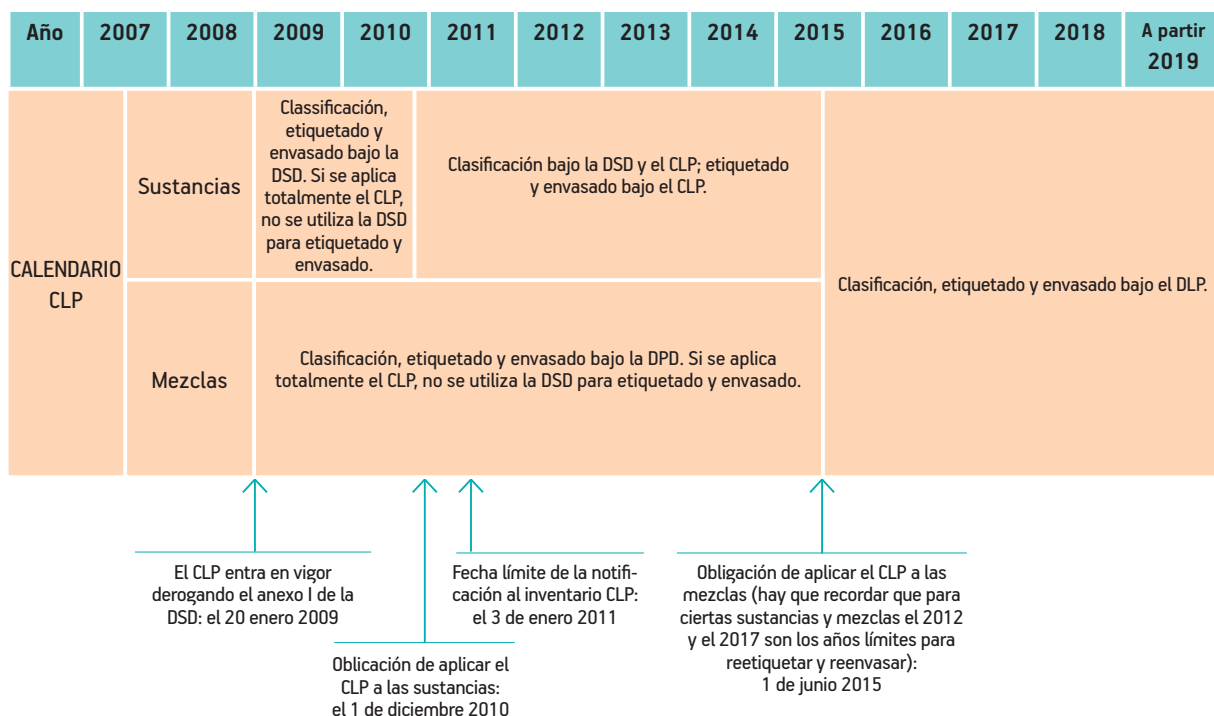 Año 2007 2008 2009 2010 2011 2012 2013 2014 2015 2016 2017 2018 A partir
2019
CALENDARIO
CLP
Sustancias
Classificación,
etiquetado y
envasado bajo la
DSD. Si se aplica
totalmente el CLP,
no se utiliza la DSD
para etiquetado y
envasado.
Clasificación bajo la DSD y el CLP; etiquetado
y envasado bajo el CLP.
Mezclas
Clasificación, etiquetado y envasado bajo la DPD. Si se aplica
totalmente el CLP, no se utiliza la DSD para etiquetado y envasado.
Clasificación, etiquetado y envasado bajo el DLP.
El CLP entra en vigor
derogando el anexo I de la
DSD: el 20 enero 2009
Oblicación de aplicar el
CLP a las sustancias:
el 1 de diciembre 2010
Fecha límite de la notifi-
cación al inventario CLP:
el 3 de enero 2011
Obligación de aplicar el CLP a las
mezclas (hay que recordar que para
ciertas sustancias y mezclas el 2012
y el 2017 son los años límites para
reetiquetar y reenvasar):
1 de junio 2015